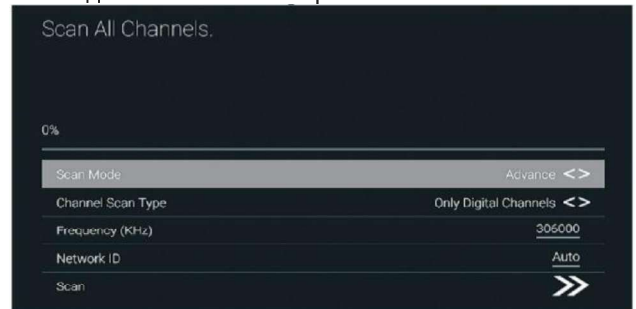 Scan All Channels.
0%
Scan Mode Advance <>
Channel Scan Type Only Digital Channels <>
Frequency (KHz) 306000
Network ID Auto
Scan >>